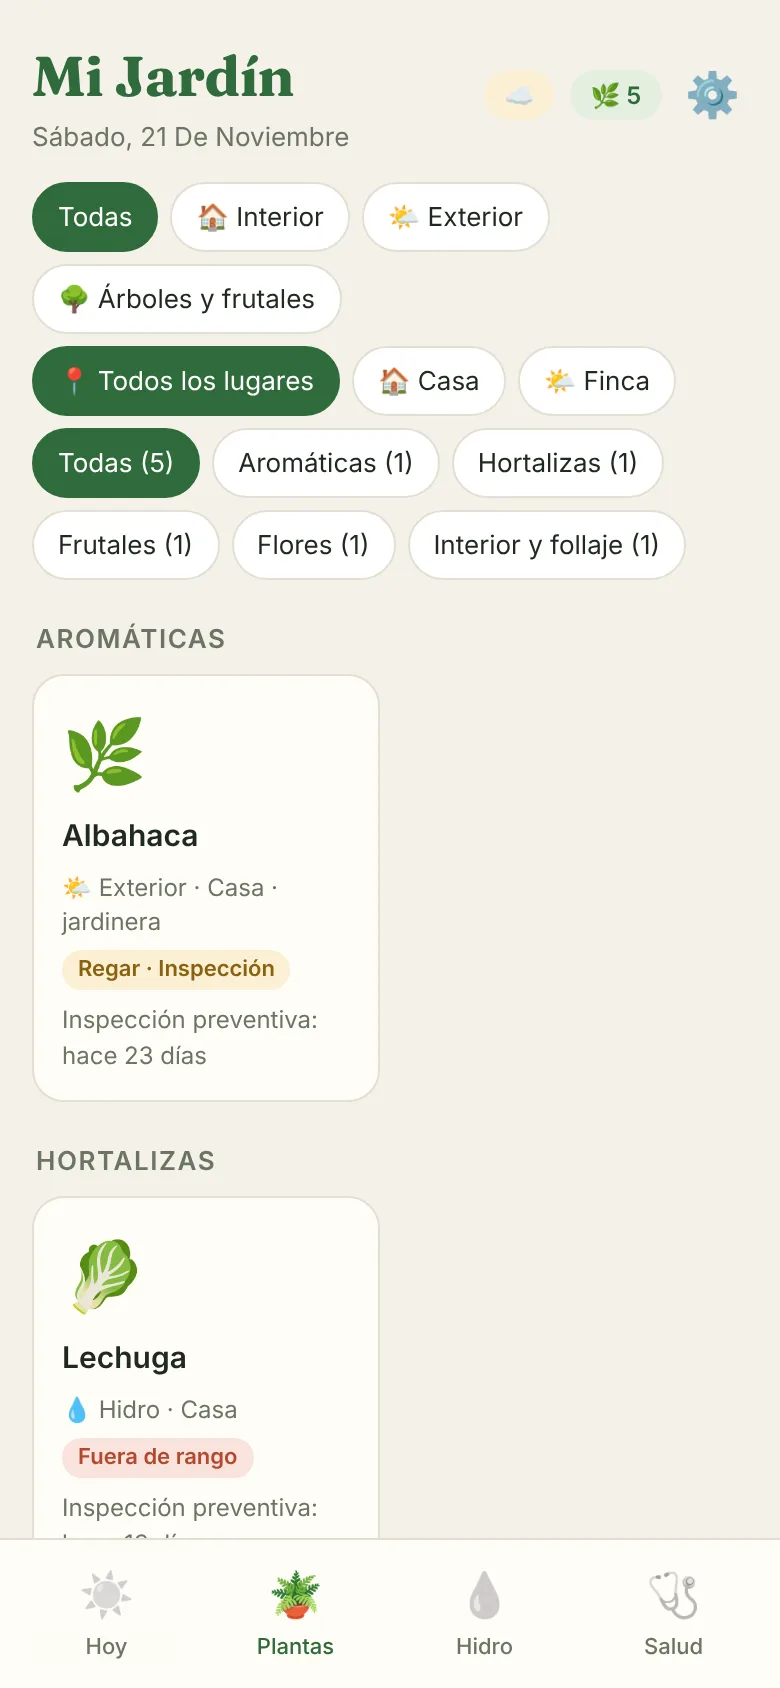 Mi Jardín
Sábado, 21 De Noviembre
5
Todas
Interior
Exterior
Árboles y frutales
Todos los lugares
Casa
Finca
Todas (5)
Aromáticas (1)
Hortalizas (1)
Frutales (1)
Flores (1)
Interior y follaje (1)
AROMÁTICAS
Albahaca
Exterior · Casa ·
jardinera
Regar · Inspección
Inspección preventiva:
hace 23 días
HORTALIZAS
Lechuga
Hidro · Casa
Fuera de rango
Inspección preventiva:
Hoy
Plantas
Hidro
Salud